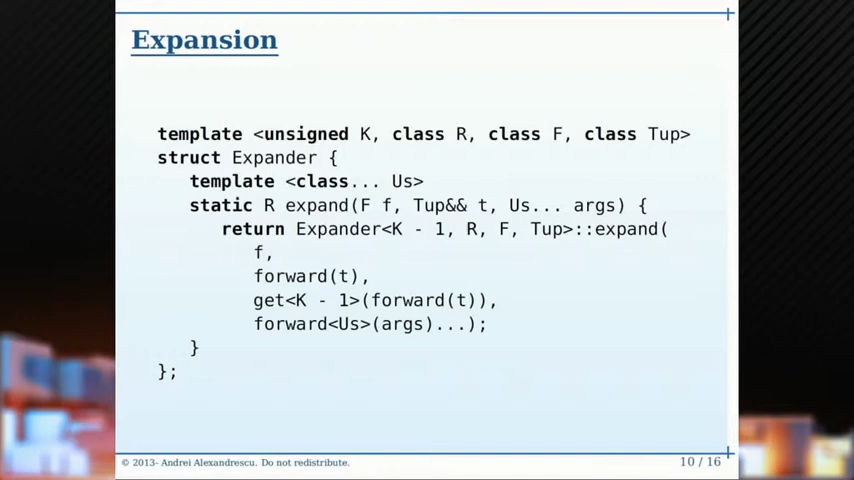 Expansion
template <unsigned K, class R, class F, class Tup>
struct Expander {
template <class... Us>
static R expand(F f, Tup&& t, Us... args) {
return Expander<K - 1, R, F, Tup>::expand(
f,
forward(t),
get<K - 1>(forward(t)),
forward<Us>(args)...);
}
};
© 2013- Andrei Alexandrescu. Do not redistribute.
10 / 16